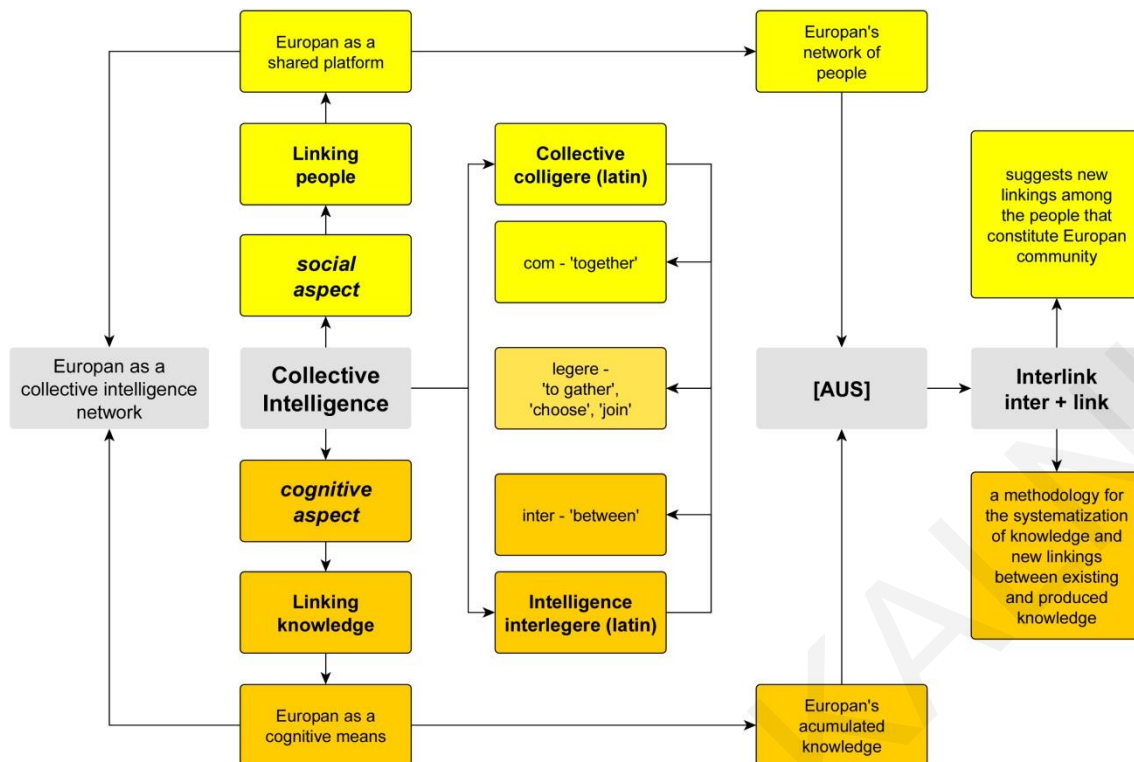 Europan as a
shared platform
Europan's
network of
people
Linking
people
Collective
colligere (latin)
suggests new
linkings among
the people that
constitute Europan
community
social
aspect
com - 'together'
Europan as a
collective intelligence
network
Collective
Intelligence
legere -
'to gather',
'choose', 'join'
[AUS]
Interlink
inter + link
cognitive
aspect
inter - 'between'
a methodology for
the systematization
of knowledge and
new linkings
between existing
and produced
knowledge
Linking
knowledge
Intelligence
interlegere (latin)
Europan as a
cognitive means
Europan's
acumulated
knowledge